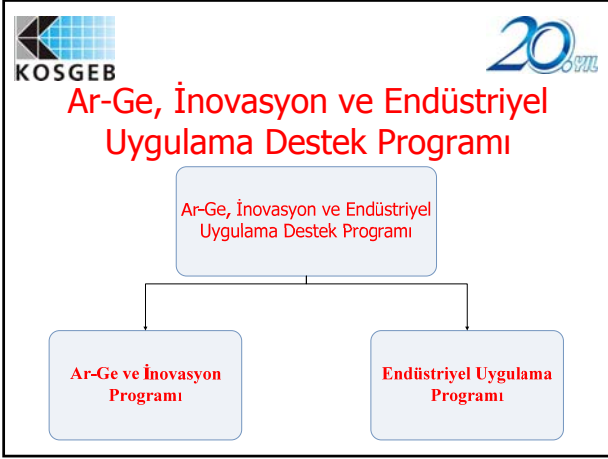 KOSGEB
20.YIL
Ar-Ge, İnovasyon ve Endüstriyel
Uygulama Destek Programı
Ar-Ge, İnovasyon ve Endüstriyel
Uygulama Destek Programı
Ar-Ge ve İnovasyon
Programı
Endüstriyel Uygulama
Programı